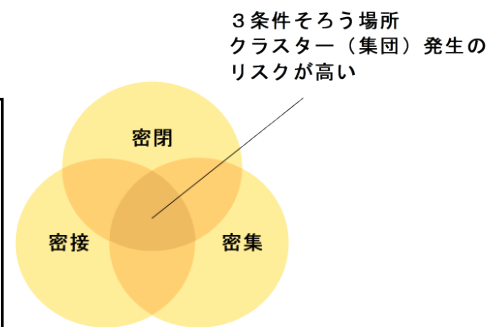 ３条件そろう場所
クラスター（集団）発生の
リスクが高い
密閉
密接
密集